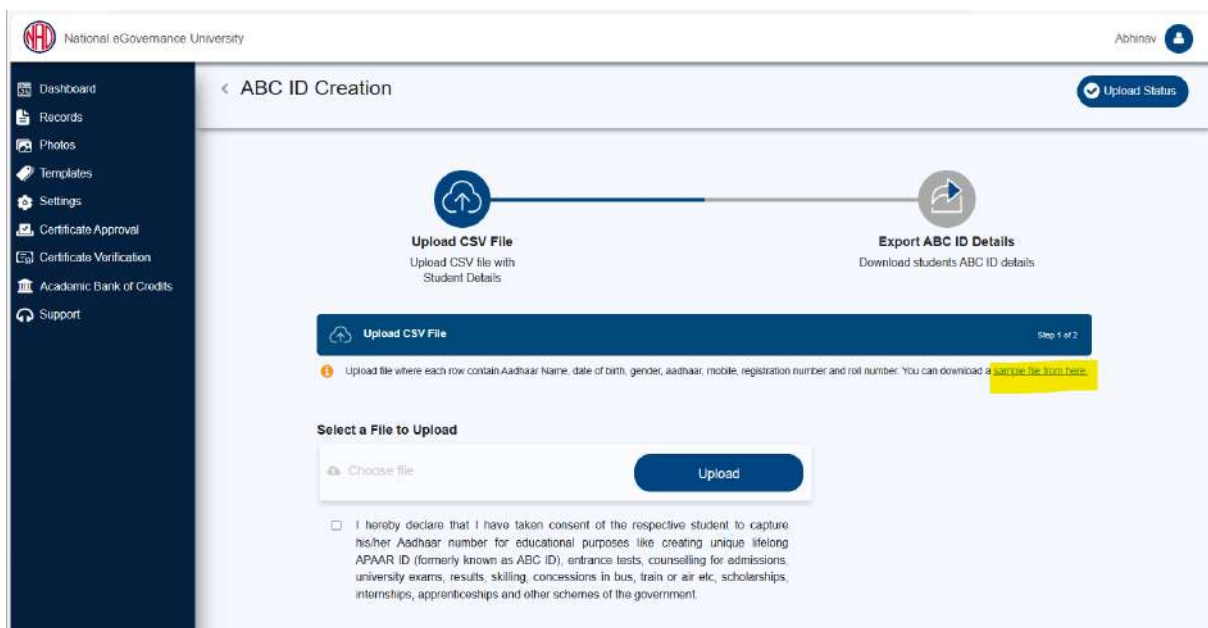 NAD National eGovernance University
Abhinav
Dashboard
Records
Photos
Templates
Settings
Certificate Approval
Certificate Verification
Academic Bank of Credits
Support
< ABC ID Creation
Upload Status
Upload CSV File
Upload CSV file with
Student Details
Export ABC ID Details
Download students ABC ID details
Upload CSV File
Step 1 of 2
Upload file where each row contain Aadhaar Name, date of birth, gender, aadhaar, mobile, registration number and roll number. You can download a sample file from here.
Select a File to Upload
Choose file
Upload
I hereby declare that I have taken consent of the respective student to capture
his/her Aadhaar number for educational purposes like creating unique lifelong
APAAR ID (formerly known as ABC ID), entrance tests, counselling for admissions,
university exams, results, skilling, concessions in bus, train or air etc, scholarships,
internships, apprenticeships and other schemes of the government